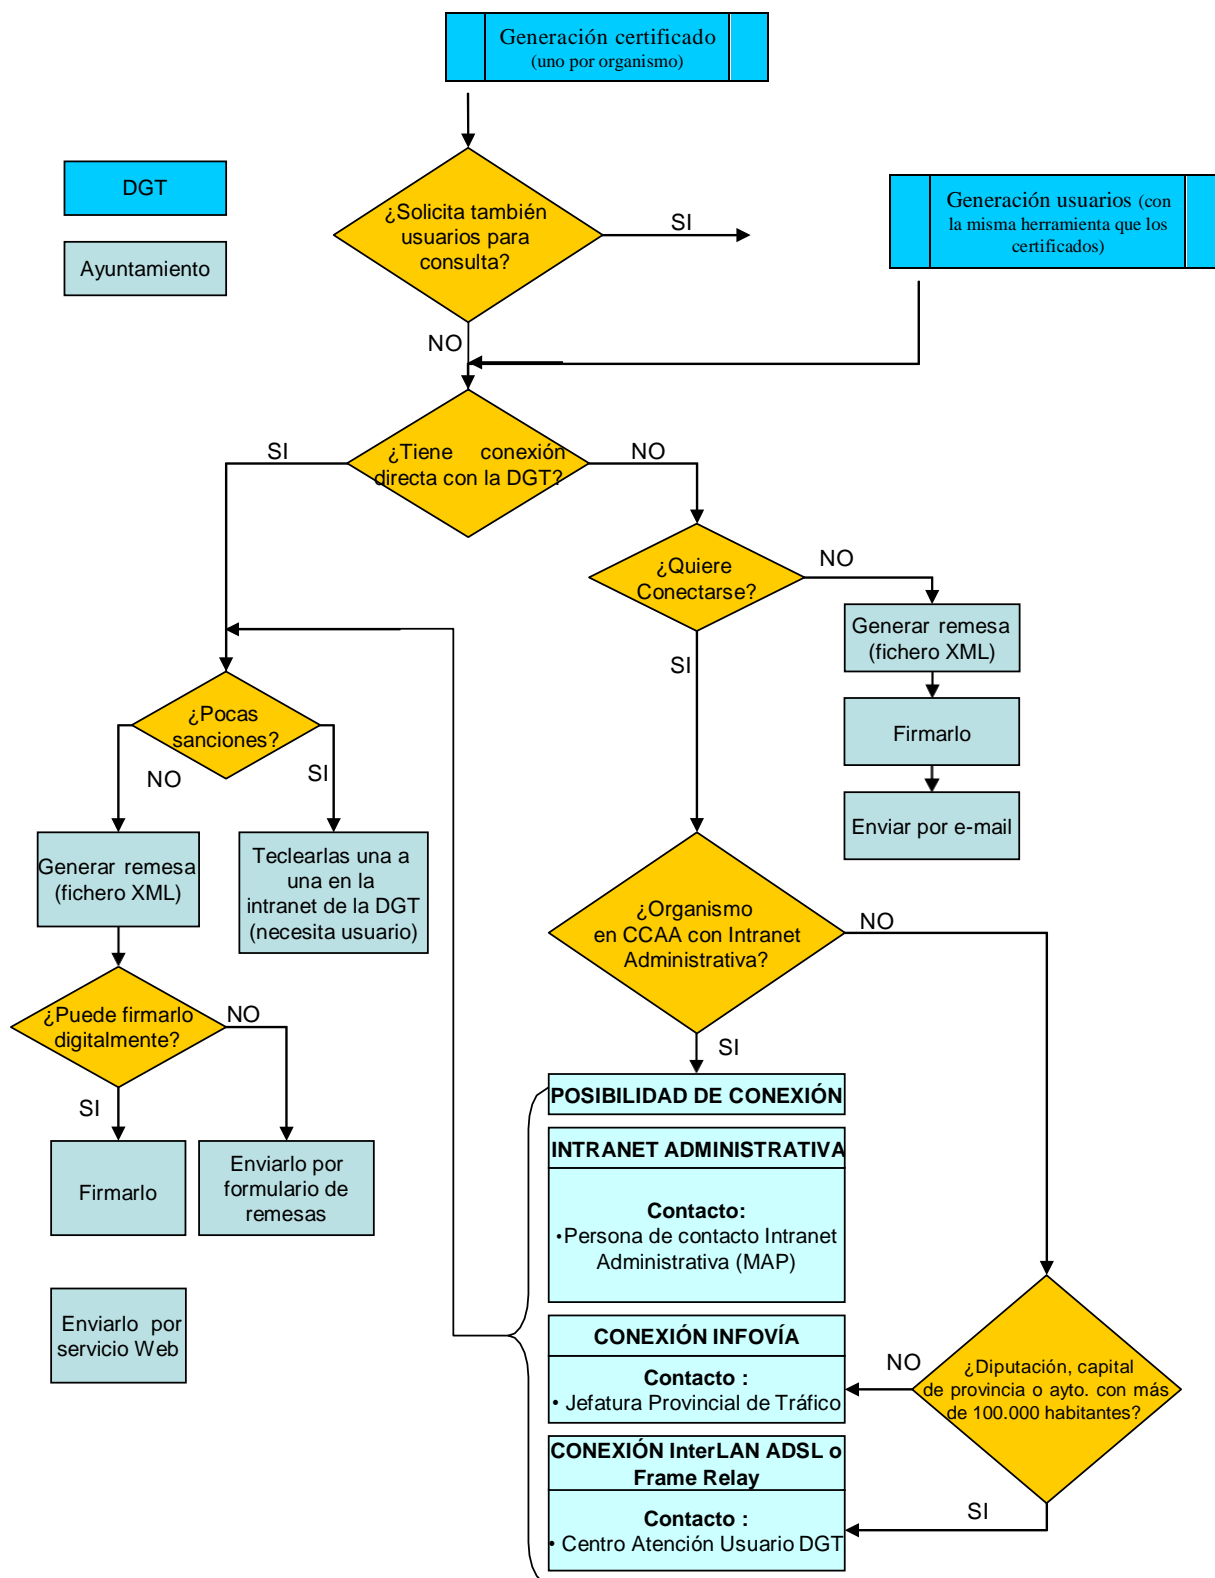 Generación certificado
(uno por organismo)
DGT
Ayuntamiento
¿Solicita también
usuarios para
consulta?
SI
Generación usuarios (con
la misma herramienta que los
certificados)
NO
¿Tiene conexión
directa con la DGT?
SI
NO
¿Quiere
Conectarse?
NO
SI
Generar remesa
(fichero XML)
Firmarlo
Enviar por e-mail
¿Pocas
sanciones?
NO
SI
Generar remesa
(fichero XML)
Teclearlas una a
una en la
intranet de la DGT
(necesita usuario)
¿Puede firmarlo
digitalmente?
NO
SI
Firmarlo
Enviarlo por
formulario de
remesas
Enviarlo por
servicio Web
¿Organismo
en CCAA con Intranet
Administrativa?
NO
SI
POSIBILIDAD DE CONEXIÓN
INTRANET ADMINISTRATIVA
Contacto:
•Persona de contacto Intranet
Administrativa (MAP)
CONEXIÓN INFOVÍA
Contacto :
• Jefatura Provincial de Tráfico
CONEXIÓN InterLAN ADSL o
Frame Relay
Contacto :
• Centro Atención Usuario DGT
¿Diputación, capital
de provincia o ayto. con más
de 100.000 habitantes?
NO
SI